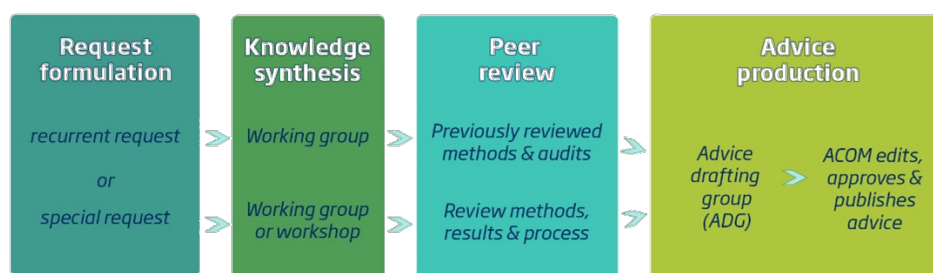 Request
formulation
recurrent request
or
special request
Knowledge
synthesis
Working group
Working group
or workshop
Peer
review
Previously reviewed
methods & audits
Review methods,
results & process
Advice
production
Advice
drafting
group
(ADG)
ACOM edits,
approves &
publishes
advice